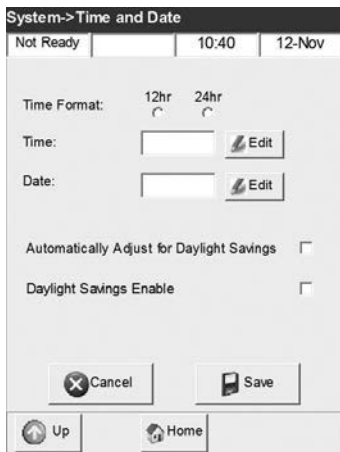 System->Time and Date
Not Ready 10:40 12-Nov
Time Format: 12hr 24hr
Time: Edit
Date: Edit
Automatically Adjust for Daylight Savings
Daylight Savings Enable
Cancel Save
Up Home